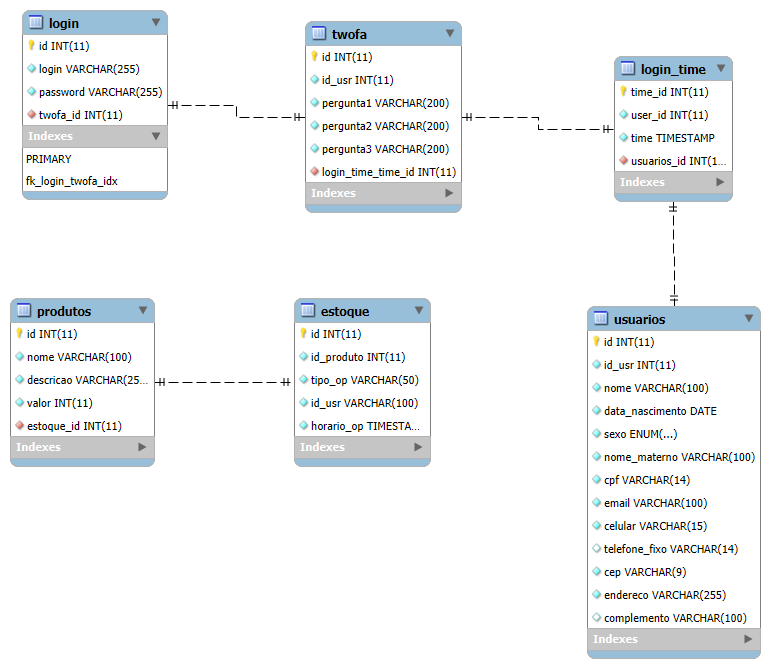 login
id INT(11)
login VARCHAR(255)
password VARCHAR(255)
twofa_id INT(11)
Indexes
PRIMARY
fk_login_twofa_idx
twofa
id INT(11)
id_usr INT(11)
pergunta1 VARCHAR(200)
pergunta2 VARCHAR(200)
pergunta3 VARCHAR(200)
login_time_time_id INT(11)
Indexes
login_time
time_id INT(11)
user_id INT(11)
time TIMESTAMP
usuarios_id INT(1...
Indexes
produtos
id INT(11)
nome VARCHAR(100)
descricao VARCHAR(25...
valor INT(11)
estoque_id INT(11)
Indexes
estoque
id INT(11)
id_produto INT(11)
tipo_op VARCHAR(50)
id_usr VARCHAR(100)
horario_op TIMESTA...
Indexes
usuarios
id INT(11)
id_usr INT(11)
nome VARCHAR(100)
data_nascimento DATE
sexo ENUM(...)
nome_materno VARCHAR(100)
cpf VARCHAR(14)
email VARCHAR(100)
celular VARCHAR(15)
telefone_fixo VARCHAR(14)
cep VARCHAR(9)
endereco VARCHAR(255)
complemento VARCHAR(100)
Indexes